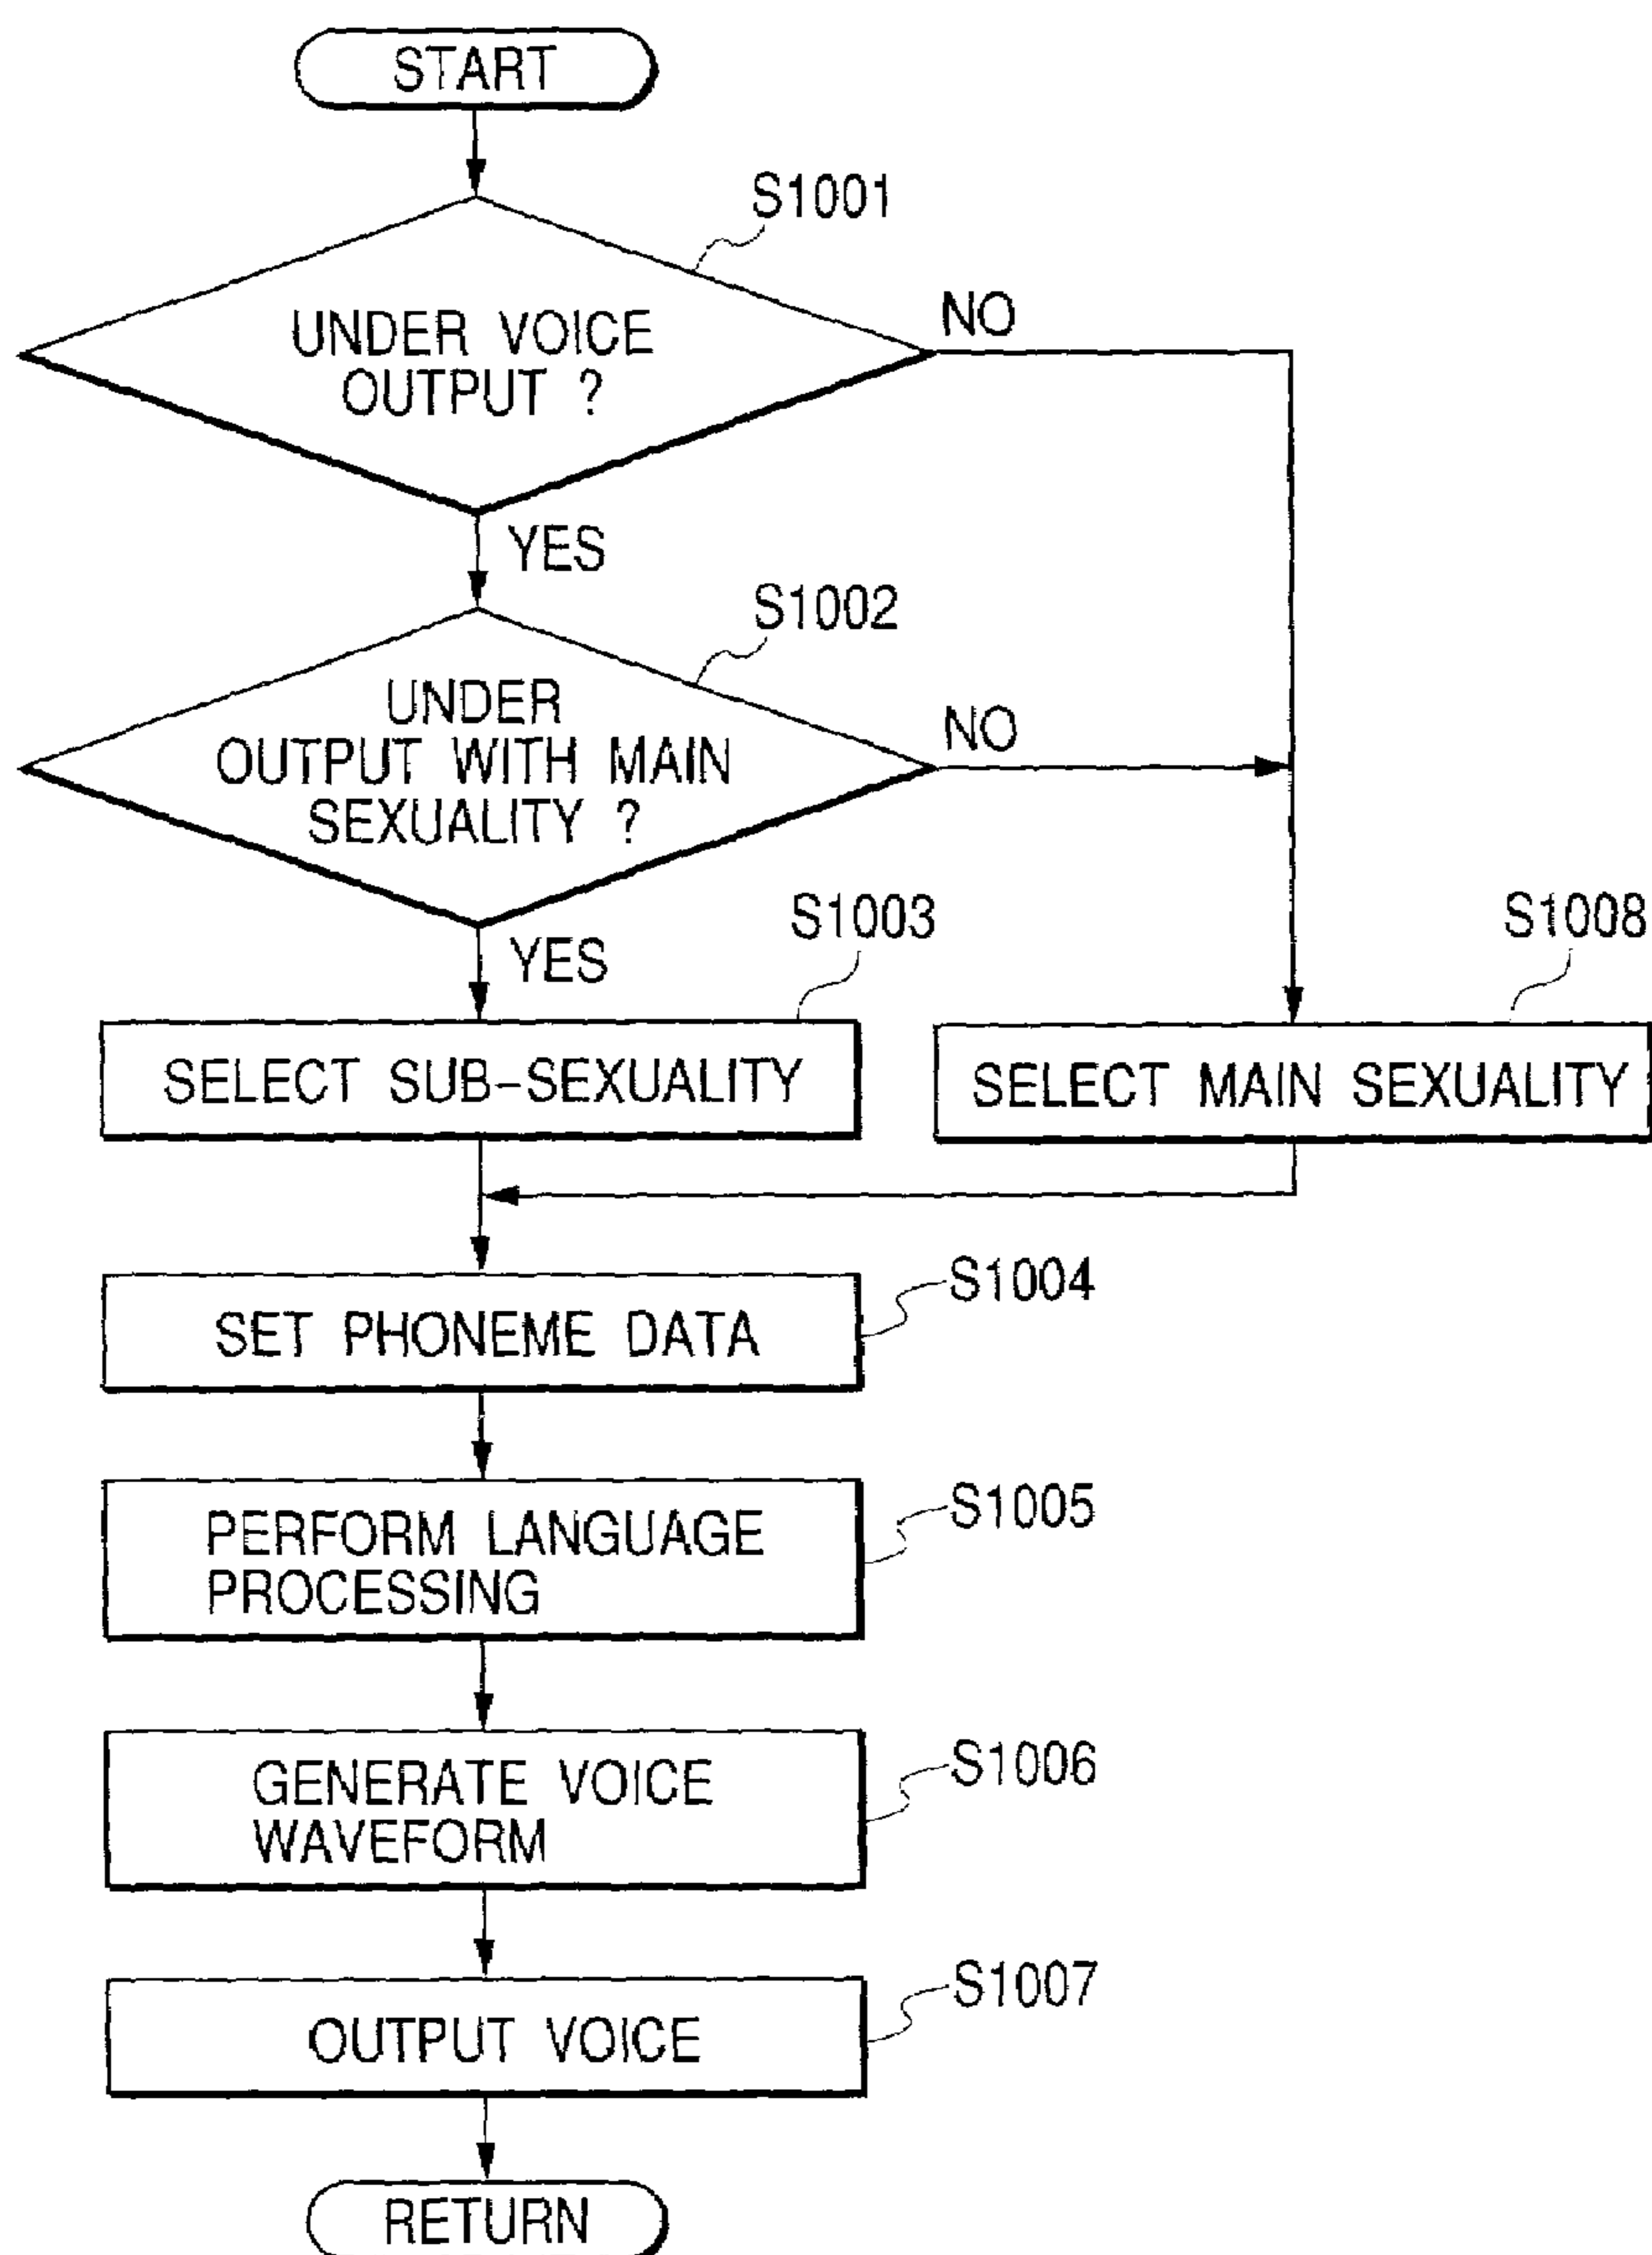 START
S1001
UNDER VOICE
OUTPUT ?
NO
YES
S1002
UNDER
OUTPUT WITH MAIN
SEXUALITY ?
NO
YES
S1003
S1008
SELECT SUB-SEXUALITY
SELECT MAIN SEXUALITY
S1004
SET PHONEME DATA
S1005
PERFORM LANGUAGE
PROCESSING
S1006
GENERATE VOICE
WAVEFORM
S1007
OUTPUT VOICE
RETURN